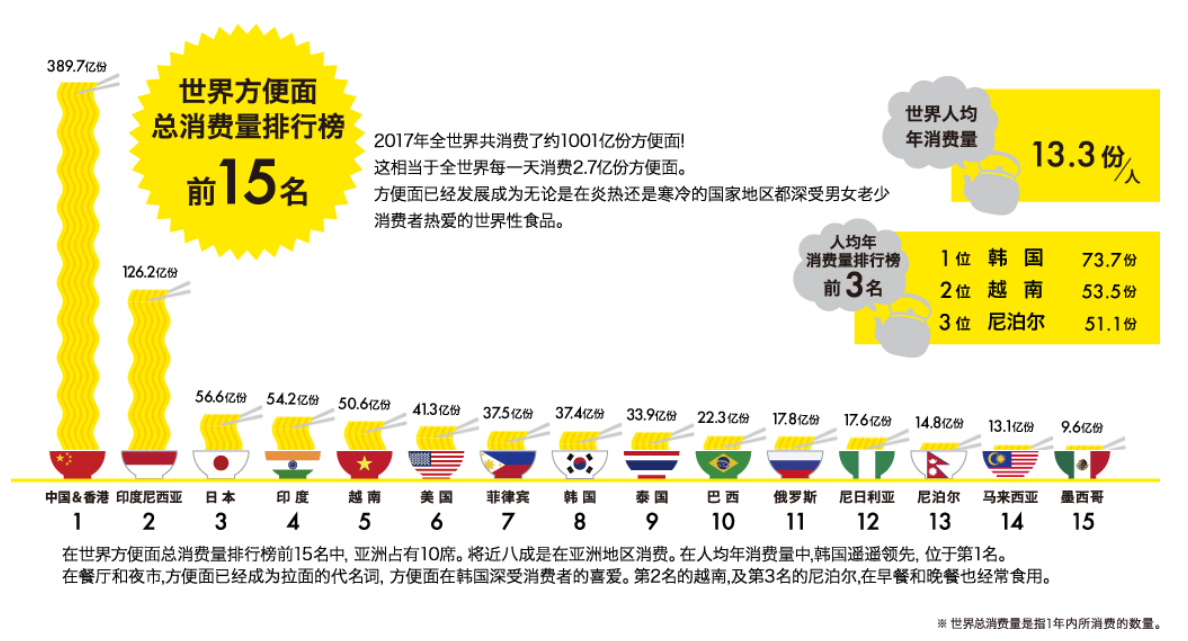 世界方便面
总消费量排行榜
前15名
2017年全世界共消费了约1001亿份方便面!
这相当于全世界每一天消费2.7亿份方便面。
方便面已经发展成为无论是在炎热还是寒冷的国家地区都深受男女老少
消费者热爱的世界性食品。
世界人均
年消费量
13.3份/人
人均年
消费量排行榜
前3名
1位 韩国 73.7份
2位 越南 53.5份
3位 尼泊尔 51.1份
389.7亿份
126.2亿份
56.6亿份
54.2亿份
50.6亿份
41.3亿份
37.5亿份
37.4亿份
33.9亿份
22.3亿份
17.8亿份
17.6亿份
14.8亿份
13.1亿份
9.6亿份
中国&香港 印度尼西亚 日本 印度 越南 美国 菲律宾 韩国 泰国 巴西 俄罗斯 尼日利亚 尼泊尔 马来西亚 墨西哥
1 2 3 4 5 6 7 8 9 10 11 12 13 14 15
在世界方便面总消费量排行榜前15名中, 亚洲占有10席。将近八成是在亚洲地区消费。在人均年消费量中,韩国遥遥领先, 位于第1名。
在餐厅和夜市,方便面已经成为拉面的代名词, 方便面在韩国深受消费者的喜爱。第2名的越南,及第3名的尼泊尔,在早餐和晚餐也经常食用。
※ 世界总消费量是指1年内所消费的数量。